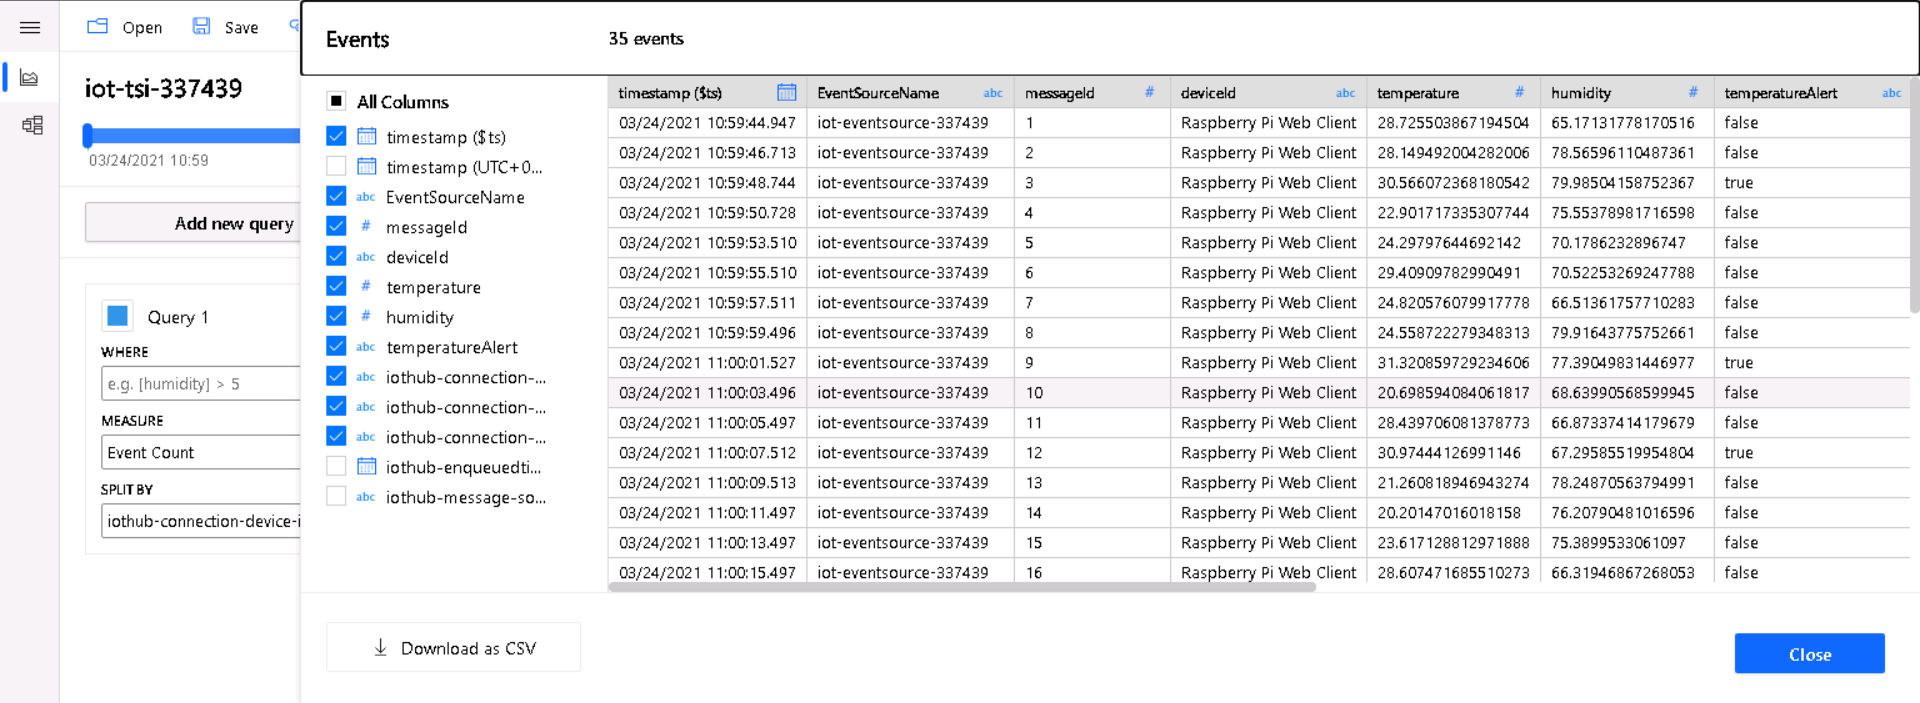 Open Save
iot-tsi-337439
03/24/2021 10:59
Add new query
Query 1
WHERE
e.g. [humidity] > 5
MEASURE
Event Count
SPLIT BY
iothub-connection-device-i
Events 35 events
All Columns
timestamp ($ts)
timestamp (UTC+0...
abc EventSourceName
# messageId
abc deviceId
# temperature
# humidity
abc temperatureAlert
abc iothub-connection-...
abc iothub-connection-...
abc iothub-connection-...
iothub-enqueuedti...
abc iothub-message-so...
timestamp ($ts) EventSourceName abc messageId # deviceId abc temperature # humidity # temperatureAlert abc
03/24/2021 10:59:44.947 iot-eventsource-337439 1 Raspberry Pi Web Client 28.725503867194504 65.17131778170516 false
03/24/2021 10:59:46.713 iot-eventsource-337439 2 Raspberry Pi Web Client 28.149492004282006 78.56596110487361 false
03/24/2021 10:59:48.744 iot-eventsource-337439 3 Raspberry Pi Web Client 30.566072368180542 79.98504158752367 true
03/24/2021 10:59:50.728 iot-eventsource-337439 4 Raspberry Pi Web Client 22.901717335307744 75.55378981716598 false
03/24/2021 10:59:53.510 iot-eventsource-337439 5 Raspberry Pi Web Client 24.29797644692142 70.1786232896747 false
03/24/2021 10:59:55.510 iot-eventsource-337439 6 Raspberry Pi Web Client 29.40909782990491 70.52253269247788 false
03/24/2021 10:59:57.511 iot-eventsource-337439 7 Raspberry Pi Web Client 24.820576079917778 66.51361757710283 false
03/24/2021 10:59:59.496 iot-eventsource-337439 8 Raspberry Pi Web Client 24.558722279348313 79.91643775752661 false
03/24/2021 11:00:01.527 iot-eventsource-337439 9 Raspberry Pi Web Client 31.320859729234606 77.39049831446977 true
03/24/2021 11:00:03.496 iot-eventsource-337439 10 Raspberry Pi Web Client 20.698594084061817 68.63990568599945 false
03/24/2021 11:00:05.497 iot-eventsource-337439 11 Raspberry Pi Web Client 28.439706081378773 66.87337414179679 false
03/24/2021 11:00:07.512 iot-eventsource-337439 12 Raspberry Pi Web Client 30.97444126991146 67.29585519954804 true
03/24/2021 11:00:09.513 iot-eventsource-337439 13 Raspberry Pi Web Client 21.260818946943274 78.24870563794991 false
03/24/2021 11:00:11.497 iot-eventsource-337439 14 Raspberry Pi Web Client 20.20147016018158 76.20790481016596 false
03/24/2021 11:00:13.497 iot-eventsource-337439 15 Raspberry Pi Web Client 23.617128812971888 75.3899533061097 false
03/24/2021 11:00:15.497 iot-eventsource-337439 16 Raspberry Pi Web Client 28.607471685510273 66.31946867268053 false
Download as CSV
Close